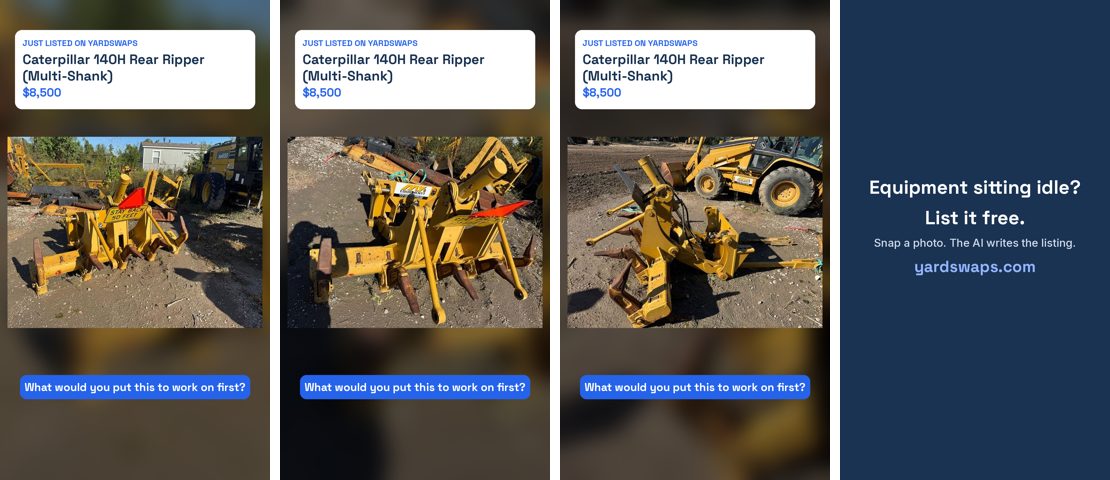 JUST LISTED ON YARDSWAPS
Caterpillar 140H Rear Ripper
(Multi-Shank)
$8,500
STAY BACK
50 FEET
What would you put this to work on first?
JUST LISTED ON YARDSWAPS
Caterpillar 140H Rear Ripper
(Multi-Shank)
$8,500
What would you put this to work on first?
JUST LISTED ON YARDSWAPS
Caterpillar 140H Rear Ripper
(Multi-Shank)
$8,500
What would you put this to work on first?
Equipment sitting idle?
List it free.
Snap a photo. The AI writes the listing.
yardswaps.com